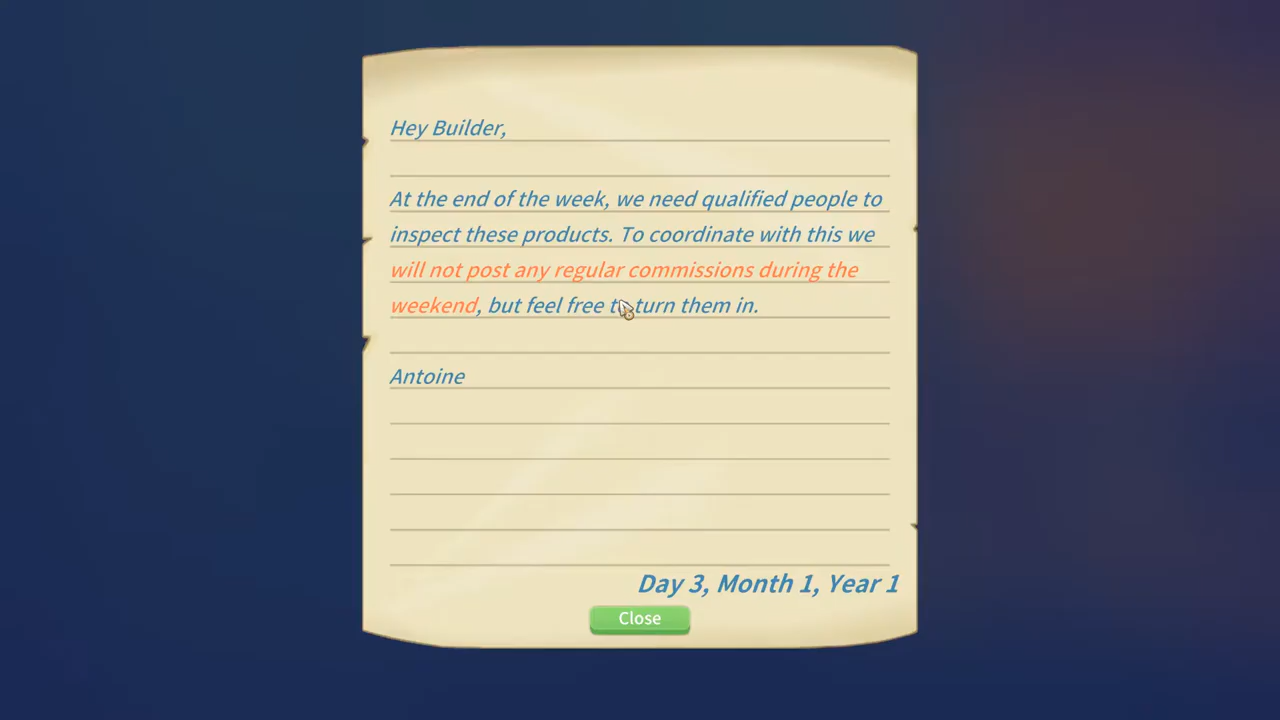 Hey Builder,
At the end of the week, we need qualified people to
inspect these products. To coordinate with this we
will not post any regular commissions during the
weekend, but feel free to turn them in.
Antoine
Day 3, Month 1, Year 1
Close